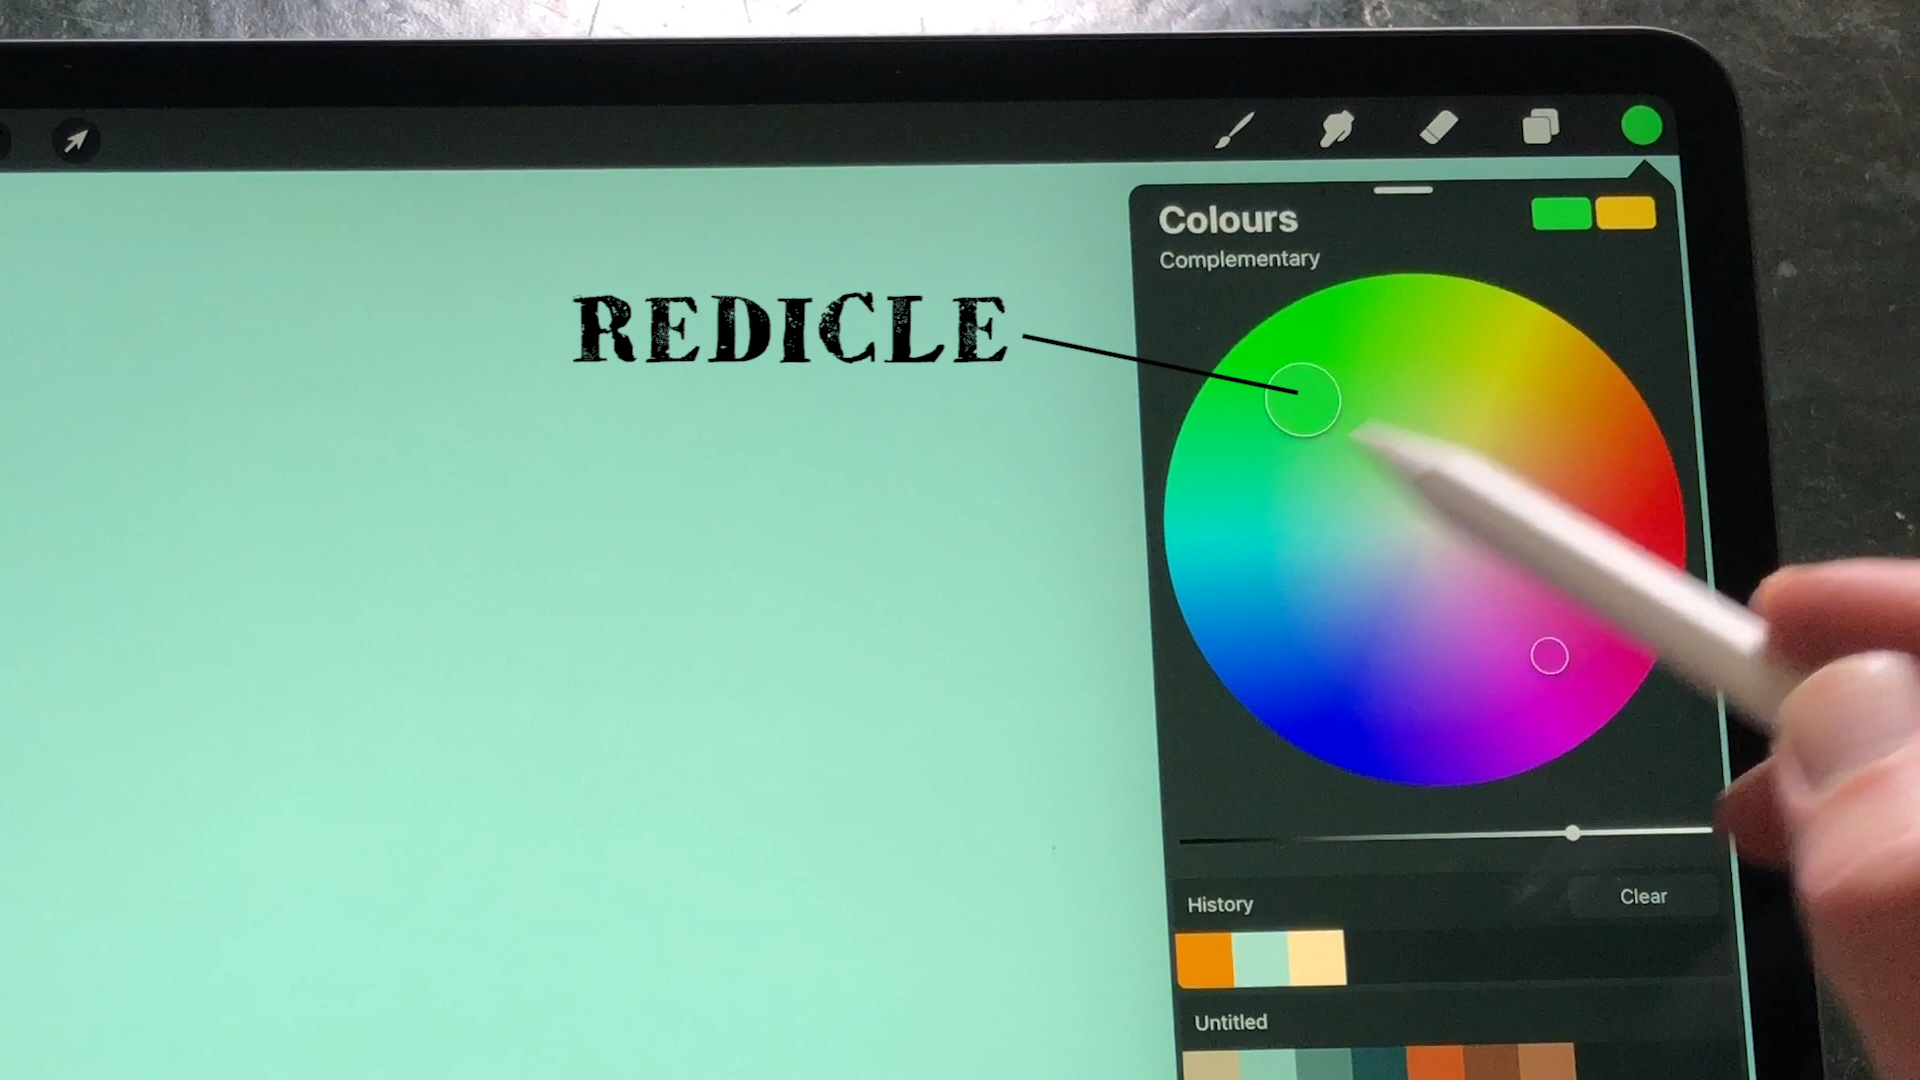 Colours
Complementary
REDICLE
History
Clear
Untitled